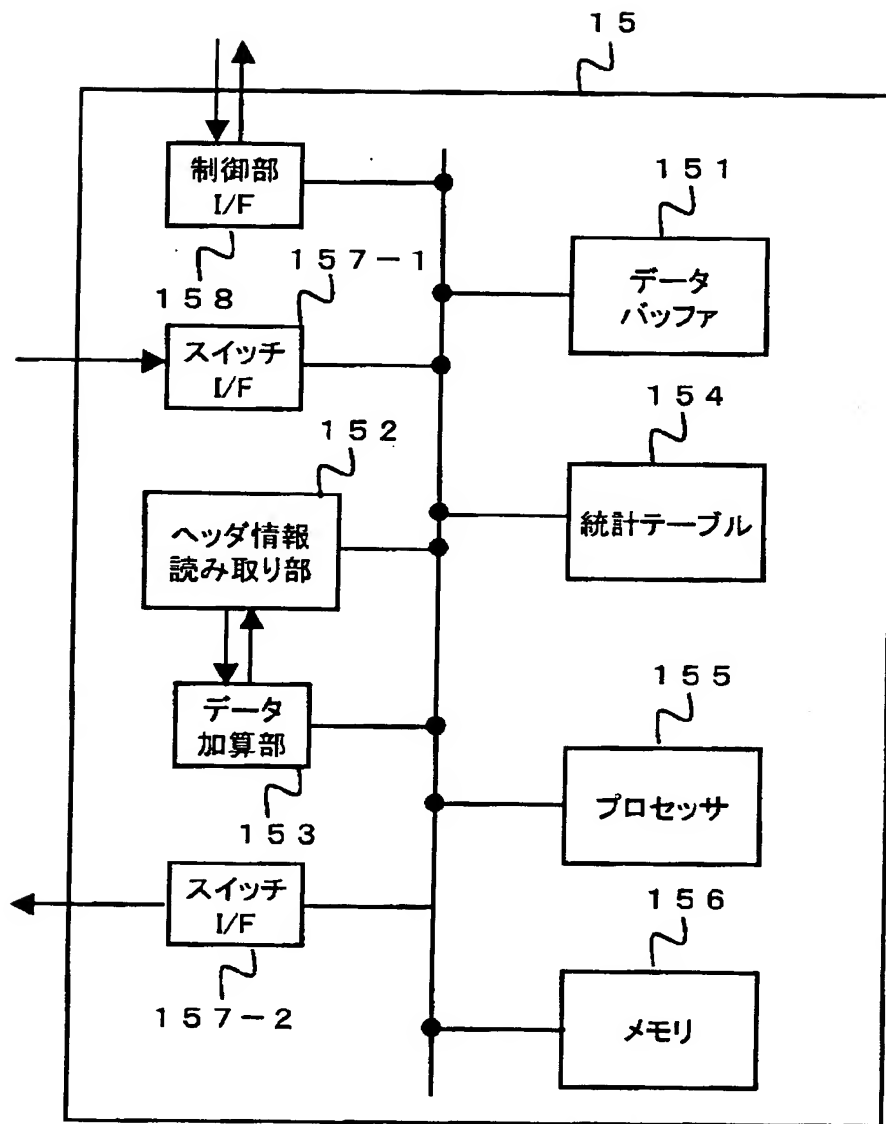 １５
制御部
I/F
１５８
１５７－１
スイッチ
I/F
１５２
ヘッダ情報
読み取り部
データ
加算部
１５３
スイッチ
I/F
１５７－２
１５１
データ
バッファ
１５４
統計テーブル
１５５
プロセッサ
１５６
メモリ